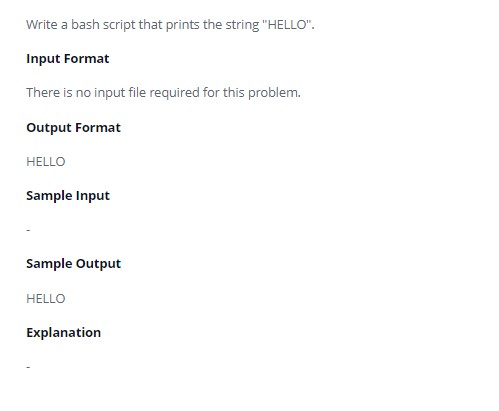 Write a bash script that prints the string "HELLO".
Input Format
There is no input file required for this problem.
Output Format
HELLO
Sample Input
-
Sample Output
HELLO
Explanation
-